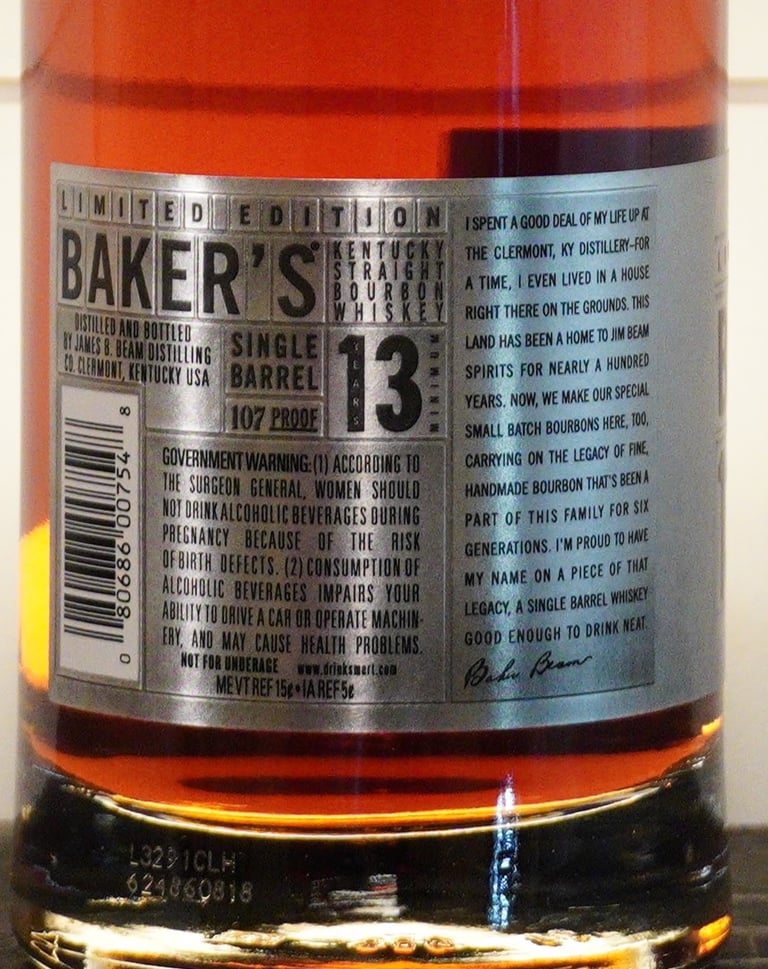 LIMITED EDITION
BAKER'S®
KENTUCKY
STRAIGHT
BOURBON
WHISKEY
DISTILLED AND BOTTLED
BY JAMES B. BEAM DISTILLING
CO. CLERMONT, KENTUCKY USA
SINGLE
BARREL
107 PROOF
13
YEARS
MINIMUM
GOVERNMENT WARNING: (1) ACCORDING TO
THE SURGEON GENERAL, WOMEN SHOULD
NOT DRINK ALCOHOLIC BEVERAGES DURING
PREGNANCY BECAUSE OF THE RISK
OF BIRTH DEFECTS. (2) CONSUMPTION OF
ALCOHOLIC BEVERAGES IMPAIRS YOUR
ABILITY TO DRIVE A CAR OR OPERATE MACHIN-
ERY, AND MAY CAUSE HEALTH PROBLEMS.
NOT FOR UNDERAGE www.drinksmart.com
ME VT REF 15¢•IA REF 5¢
0 80686 00754 8
I SPENT A GOOD DEAL OF MY LIFE UP AT
THE CLERMONT, KY DISTILLERY–FOR
A TIME, I EVEN LIVED IN A HOUSE
RIGHT THERE ON THE GROUNDS. THIS
LAND HAS BEEN A HOME TO JIM BEAM
SPIRITS FOR NEARLY A HUNDRED
YEARS. NOW, WE MAKE OUR SPECIAL
SMALL BATCH BOURBONS HERE, TOO,
CARRYING ON THE LEGACY OF FINE,
HANDMADE BOURBON THAT'S BEEN A
PART OF THIS FAMILY FOR SIX
GENERATIONS. I'M PROUD TO HAVE
MY NAME ON A PIECE OF THAT
LEGACY, A SINGLE BARREL WHISKEY
GOOD ENOUGH TO DRINK NEAT.
Baker Beam
L3291CLH
624860818